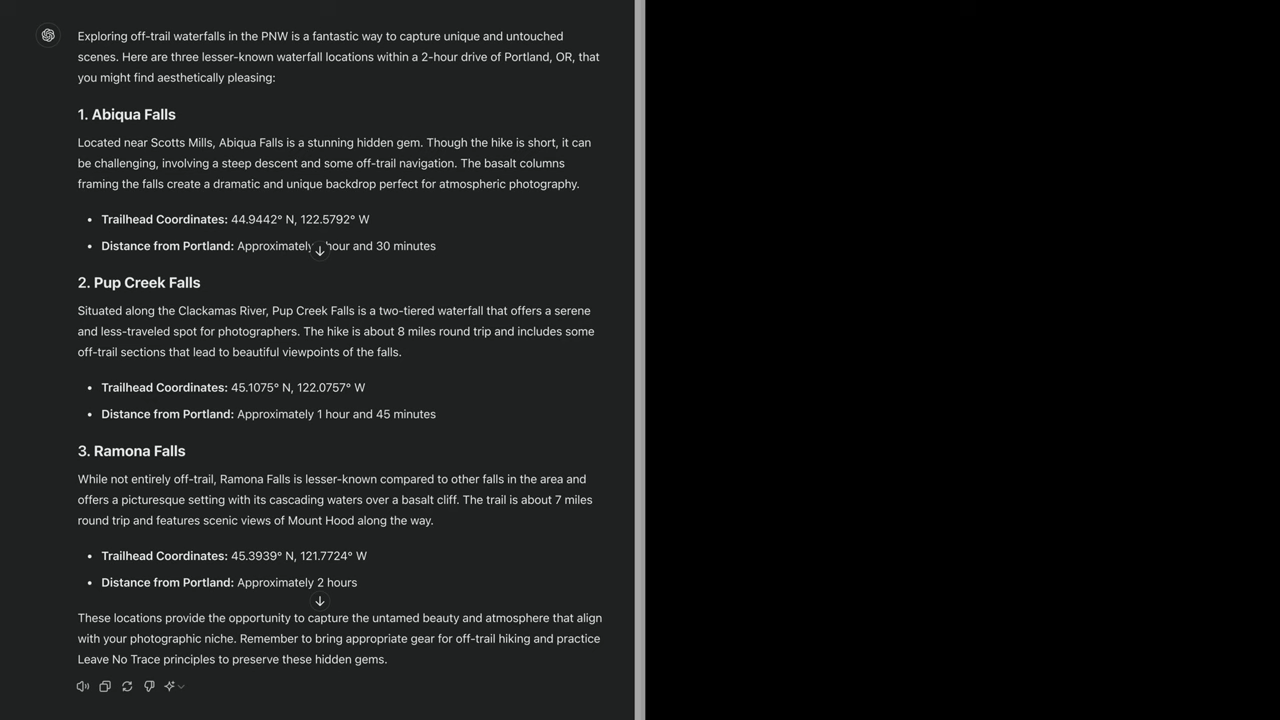 Exploring off-trail waterfalls in the PNW is a fantastic way to capture unique and untouched
scenes. Here are three lesser-known waterfall locations within a 2-hour drive of Portland, OR, that
you might find aesthetically pleasing:
1. Abiqua Falls
Located near Scotts Mills, Abiqua Falls is a stunning hidden gem. Though the hike is short, it can
be challenging, involving a steep descent and some off-trail navigation. The basalt columns
framing the falls create a dramatic and unique backdrop perfect for atmospheric photography.
• Trailhead Coordinates: 44.9442° N, 122.5792° W
• Distance from Portland: Approximately hour and 30 minutes
2. Pup Creek Falls
Situated along the Clackamas River, Pup Creek Falls is a two-tiered waterfall that offers a serene
and less-traveled spot for photographers. The hike is about 8 miles round trip and includes some
off-trail sections that lead to beautiful viewpoints of the falls.
• Trailhead Coordinates: 45.1075° N, 122.0757° W
• Distance from Portland: Approximately 1 hour and 45 minutes
3. Ramona Falls
While not entirely off-trail, Ramona Falls is lesser-known compared to other falls in the area and
offers a picturesque setting with its cascading waters over a basalt cliff. The trail is about 7 miles
round trip and features scenic views of Mount Hood along the way.
• Trailhead Coordinates: 45.3939° N, 121.7724° W
• Distance from Portland: Approximately 2 hours
These locations provide the opportunity to capture the untamed beauty and atmosphere that align
with your photographic niche. Remember to bring appropriate gear for off-trail hiking and practice
Leave No Trace principles to preserve these hidden gems.